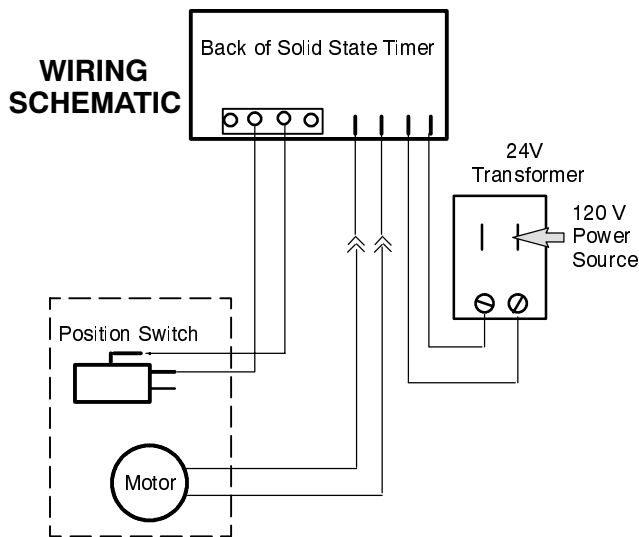 WIRING
SCHEMATIC
Back of Solid State Timer
24V
Transformer
120 V
Power
Source
Position Switch
Motor